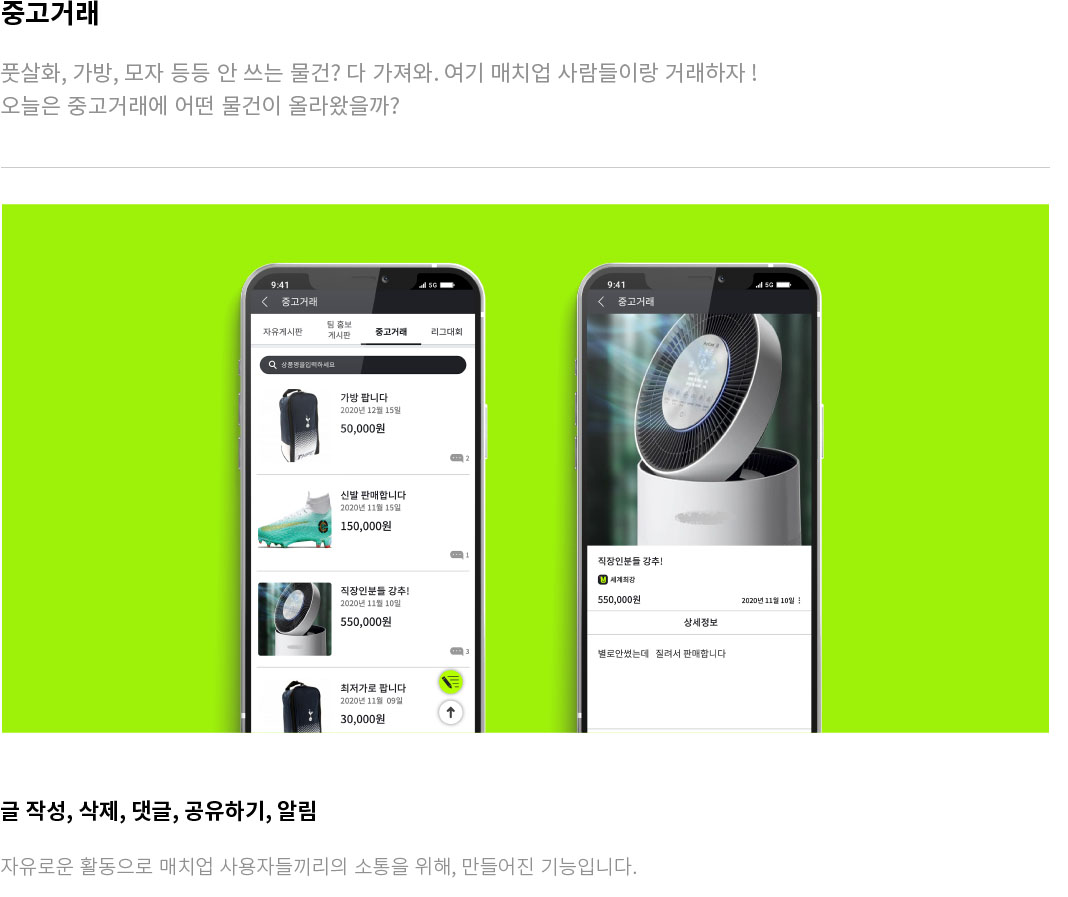 중고거래
풋살화, 가방, 모자 등등 안 쓰는 물건? 다 가져와. 여기 매치업 사람들이랑 거래하자 !
오늘은 중고거래에 어떤 물건이 올라왔을까?
9:41
5G
중고거래
자유게시판
팀 홍보
게시판
중고거래
리그대회
상품명을입력하세요
가방 팝니다
2020년 12월 15일
50,000원
2
신발 판매합니다
2020년 11월 15일
150,000원
1
직장인분들 강추!
2020년 11월 10일
550,000원
3
최저가로 팝니다
2020년 11월 09일
30,000원
9:41
5G
중고거래
직장인분들 강추!
세계최강
550,000원
2020년 11월 10일
상세정보
별로안썼는데 질려서 판매합니다
글 작성, 삭제, 댓글, 공유하기, 알림
자유로운 활동으로 매치업 사용자들끼리의 소통을 위해, 만들어진 기능입니다.